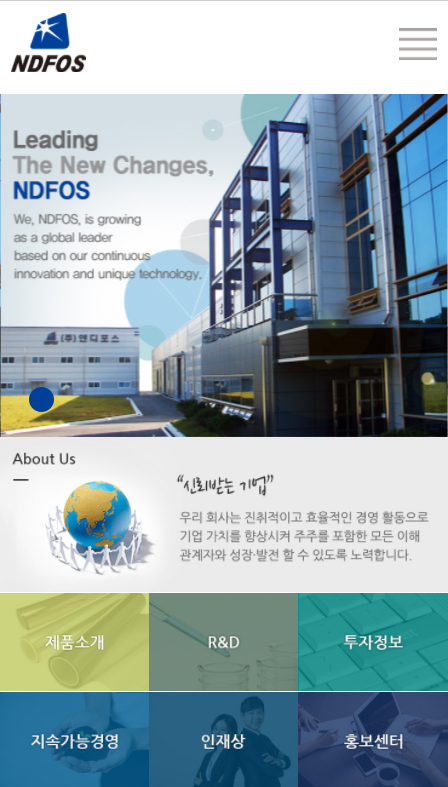 NDFOS
Leading
The New Changes,
NDFOS
We, NDFOS, is growing
as a global leader
based on our continuous
innovation and unique technology.
(주)앤디포스
About Us
“신뢰받는 기업”
우리 회사는 진취적이고 효율적인 경영 활동으로
기업 가치를 향상시켜 주주를 포함한 모든 이해
관계자와 성장·발전 할 수 있도록 노력합니다.
제품소개
R&D
투자정보
지속가능경영
인재상
홍보센터